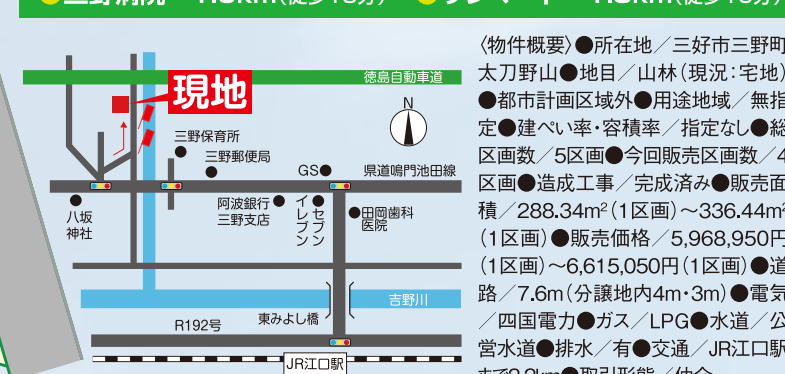 徳島自動車道
現地
N
三野保育所
三野郵便局
GS
県道鳴門池田線
八坂
神社
阿波銀行
三野支店
セブン
イレブン
田岡歯科
医院
吉野川
東みよし橋
R192号
JR江口駅
〈物件概要〉●所在地／三好市三野町
太刀野山●地目／山林(現況:宅地)
●都市計画区域外●用途地域／無指
定●建ぺい率・容積率／指定なし●総
区画数／5区画●今回販売区画数／4
区画●造成工事／完成済み●販売面
積／288.34m²(1区画)～336.44m²
(1区画)●販売価格／5,968,950円
(1区画)～6,615,050円(1区画)●道
路／7.6m(分譲地内4m・3m)●電気
／四国電力●ガス／LPG●水道／公
営水道●排水／有●交通／JR江口駅